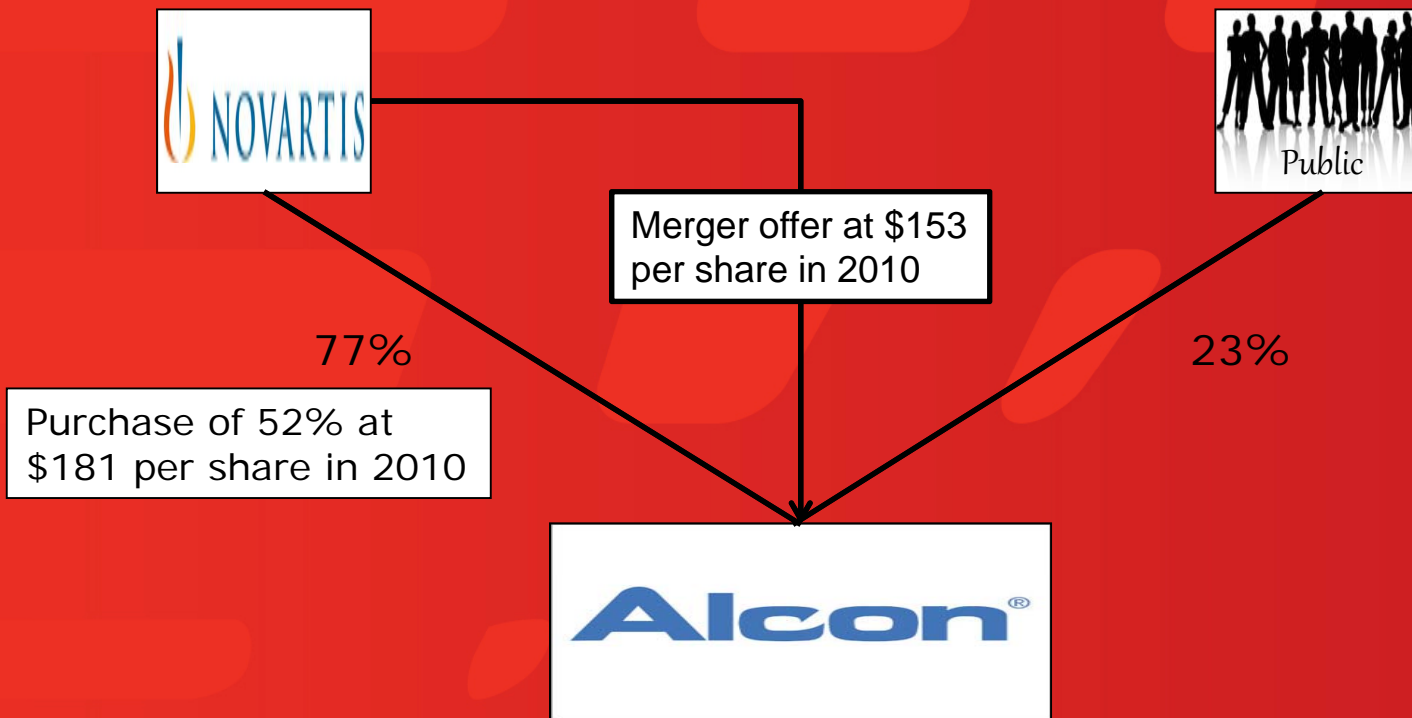 NOVARTIS
Public
Merger offer at $153
per share in 2010
77%
23%
Purchase of 52% at
$181 per share in 2010
Alcon®